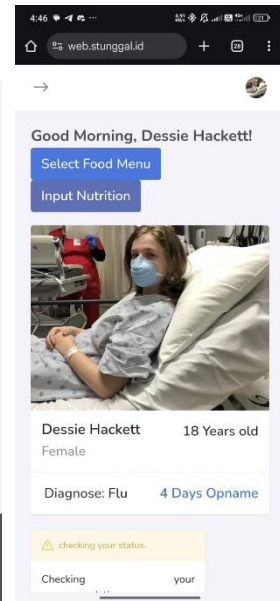 4:46
web.stunggal.id
28
Good Morning, Dessie Hackett!
Select Food Menu
Input Nutrition
Dessie Hackett 18 Years old
Female
Diagnose: Flu 4 Days Opname
checking your status.
Checking your